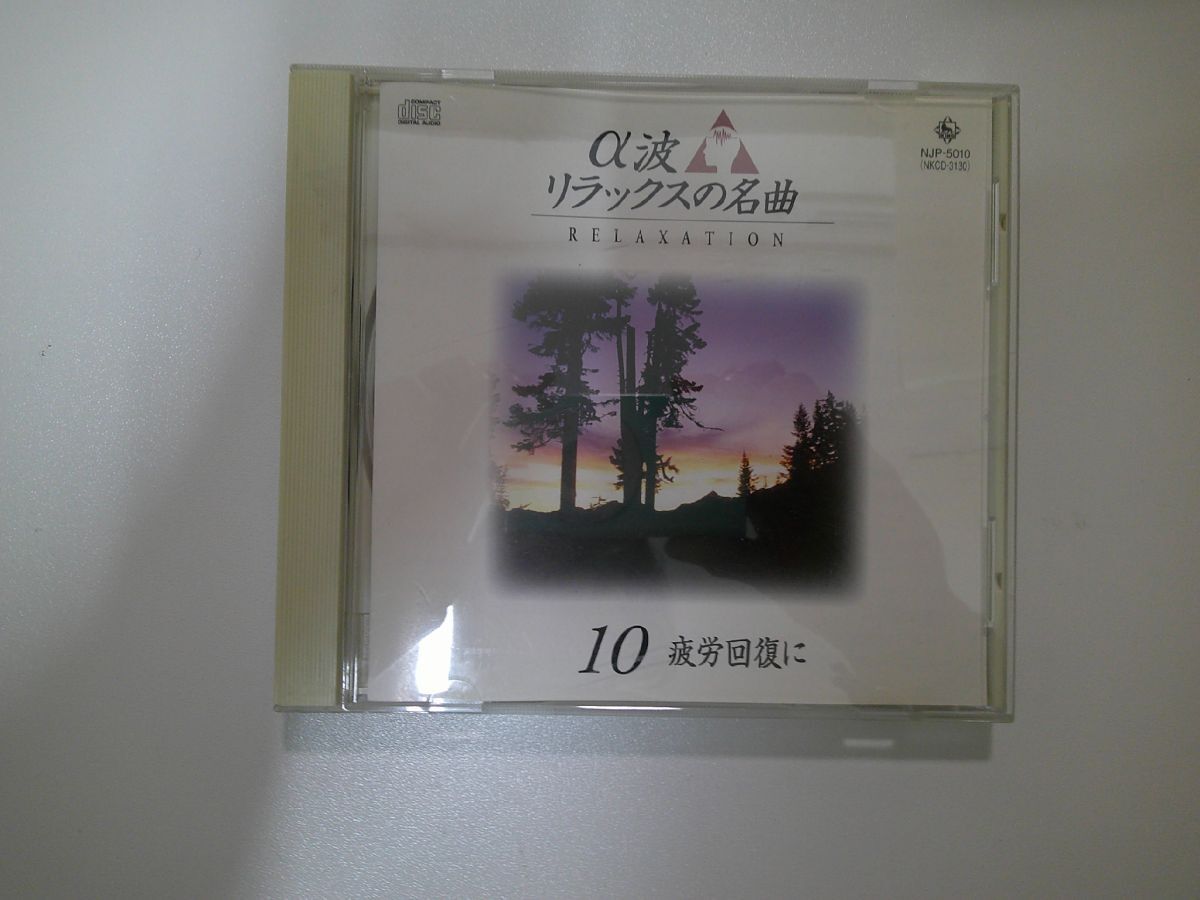 COMPACT
disc
DIGITAL AUDIO
NJP-5010
(NKCD-3130)
α波
リラックスの名曲
RELAXATION
10 疲労回復に